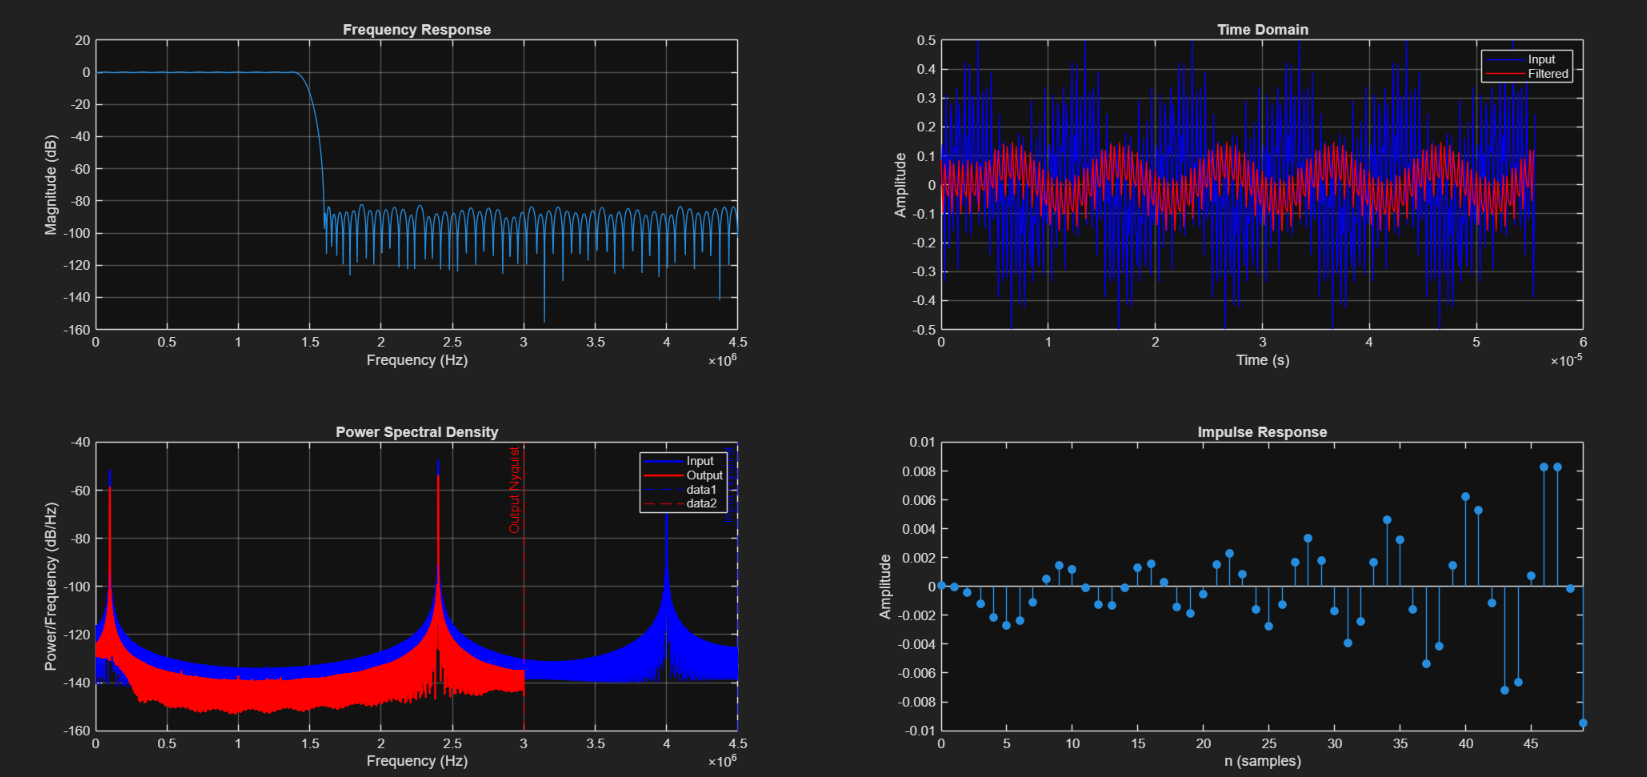 Frequency Response
20
0
-20
-40
-60
-80
-100
-120
-140
-160
Magnitude (dB)
0 0.5 1 1.5 2 2.5 3 3.5 4 4.5
Frequency (Hz)
×10⁶
Time Domain
0.5
0.4
0.3
0.2
0.1
0
-0.1
-0.2
-0.3
-0.4
-0.5
Amplitude
Input
Filtered
0 1 2 3 4 5 6
Time (s)
×10⁻⁵
Power Spectral Density
-40
-60
-80
-100
-120
-140
-160
Power/Frequency (dB/Hz)
Output Nyquist
Input
Output
data1
data2
0 0.5 1 1.5 2 2.5 3 3.5 4 4.5
Frequency (Hz)
×10⁶
Impulse Response
0.01
0.008
0.006
0.004
0.002
0
-0.002
-0.004
-0.006
-0.008
-0.01
Amplitude
0 5 10 15 20 25 30 35 40 45
n (samples)